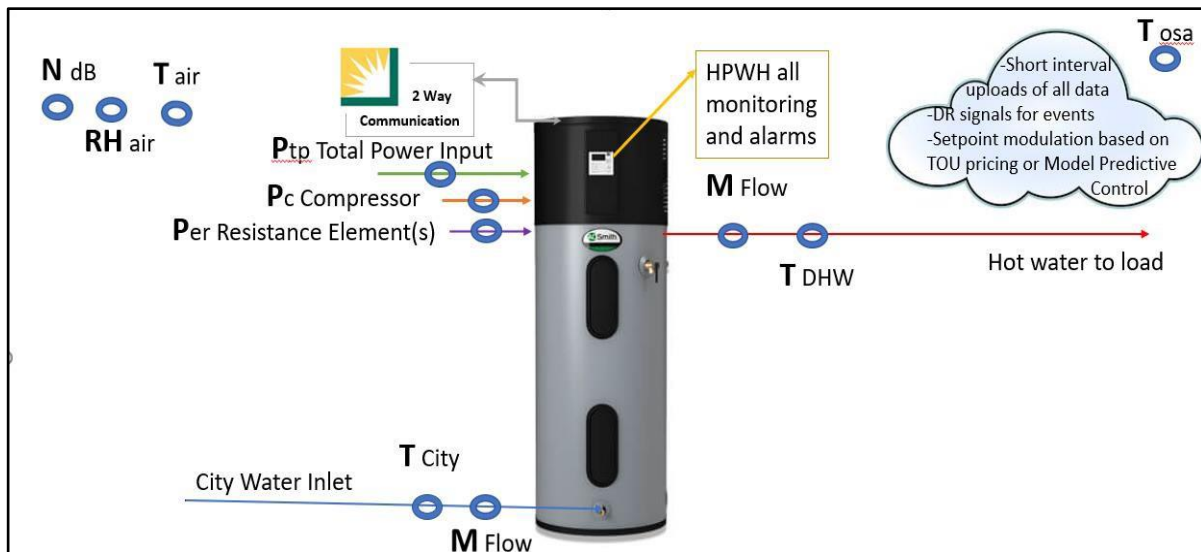 N dB
T air
RH air
2 Way
Communication
HPWH all
monitoring
and alarms
T osa
-Short interval
uploads of all data
-DR signals for events
-Setpoint modulation based on
TOU pricing or Model Predictive
Control
Ptp Total Power Input
Pc Compressor
Per Resistance Element(s)
M Flow
Smith
T DHW
Hot water to load
T City
City Water Inlet
M Flow